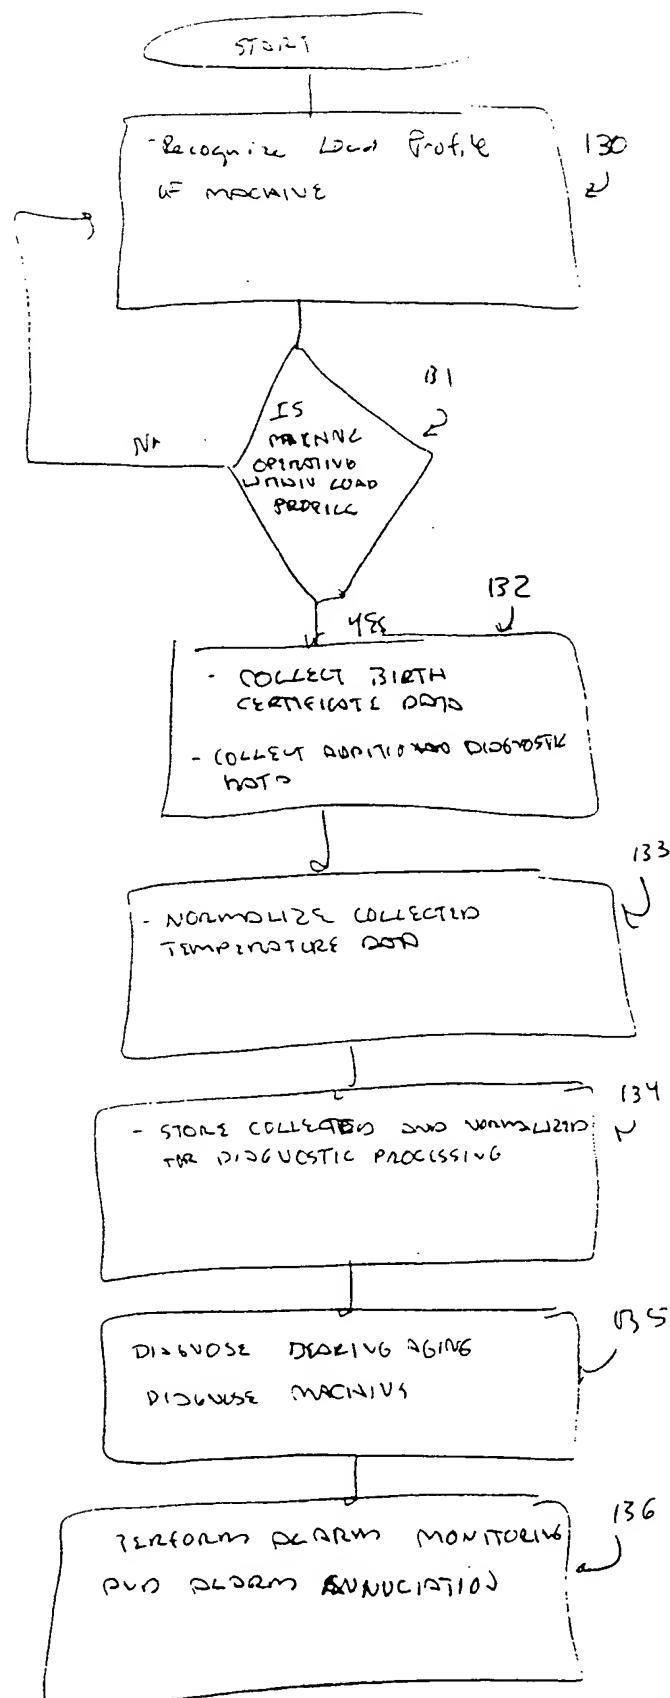 START
- Recognize Load Profile
OF MACHINE
130
IS
MACHINE
OPERATING
WITHIN LOAD
PROFILE
131
NO
YES
132
- COLLECT BIRTH
CERTIFICATE DATA
- COLLECT ADDITIONAL DIAGNOSTIC
DATA
133
- NORMALIZE COLLECTED
TEMPERATURE DATA
134
- STORE COLLECTED AND NORMALIZED
FOR DIAGNOSTIC PROCESSING
135
DIAGNOSE BEARING AGING
DIAGNOSE MACHINE
136
PERFORM ALARM MONITORING
AND ALARM ANNUCIATION